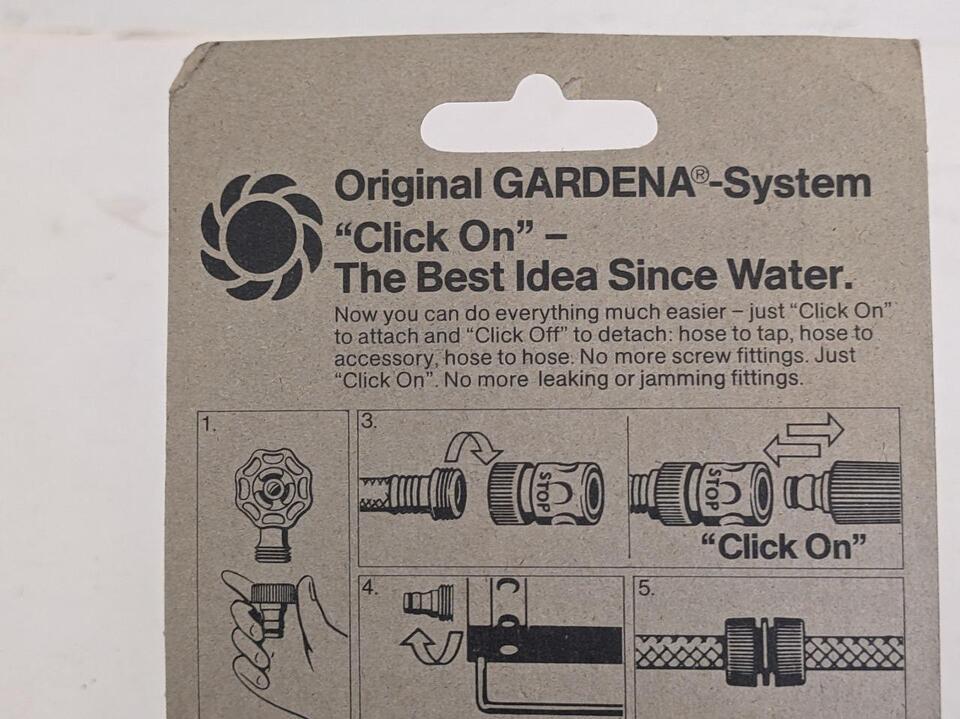 Original GARDENA®-System
“Click On” –
The Best Idea Since Water.
Now you can do everything much easier – just “Click On”
to attach and “Click Off” to detach: hose to tap, hose to
accessory, hose to hose. No more screw fittings. Just
“Click On”. No more leaking or jamming fittings.
1.
3.
STOP
STOP
“Click On”
4.
5.